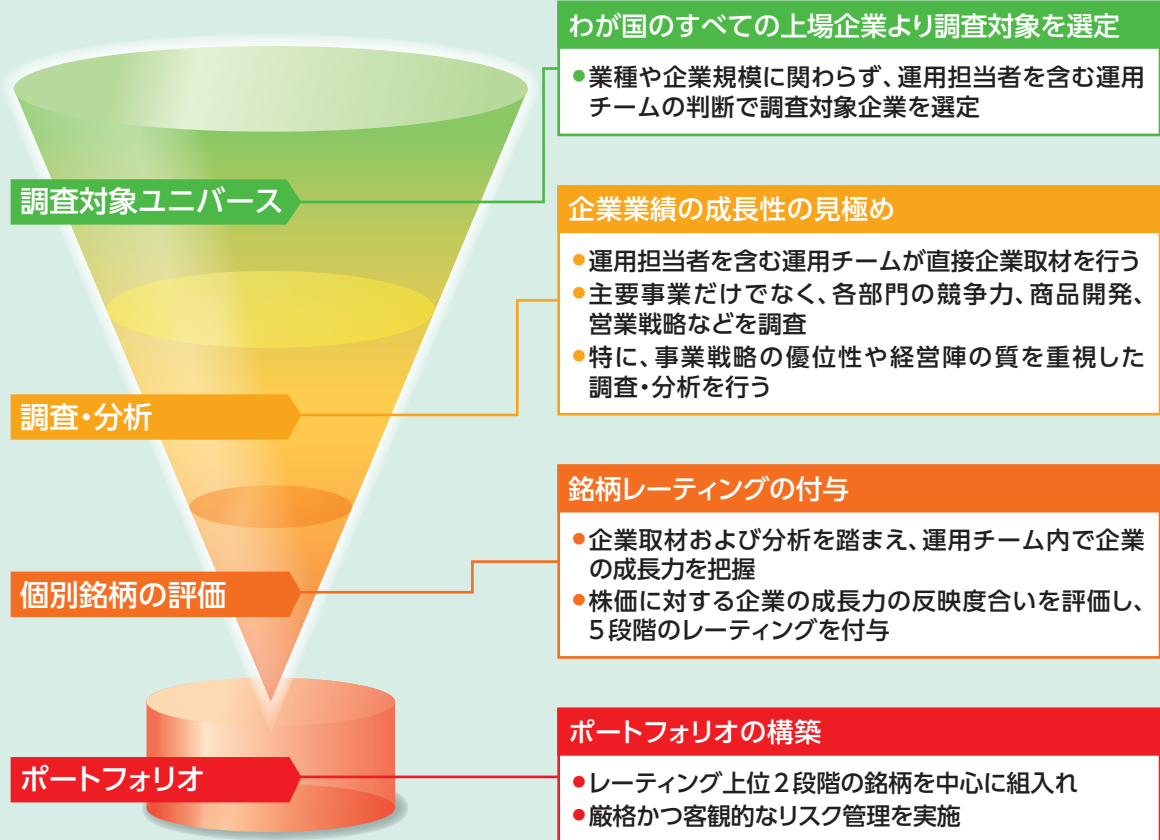 わが国のすべての上場企業より調査対象を選定
●業種や企業規模に関わらず、運用担当者を含む運用
チームの判断で調査対象企業を選定
調査対象ユニバース
企業業績の成長性の見極め
●運用担当者を含む運用チームが直接企業取材を行う
●主要事業だけでなく、各部門の競争力、商品開発、
営業戦略などを調査
●特に、事業戦略の優位性や経営陣の質を重視した
調査・分析を行う
調査・分析
銘柄レーティングの付与
●企業取材および分析を踏まえ、運用チーム内で企業
の成長力を把握
●株価に対する企業の成長力の反映度合いを評価し、
5段階のレーティングを付与
個別銘柄の評価
ポートフォリオの構築
●レーティング上位2段階の銘柄を中心に組入れ
●厳格かつ客観的なリスク管理を実施
ポートフォリオ